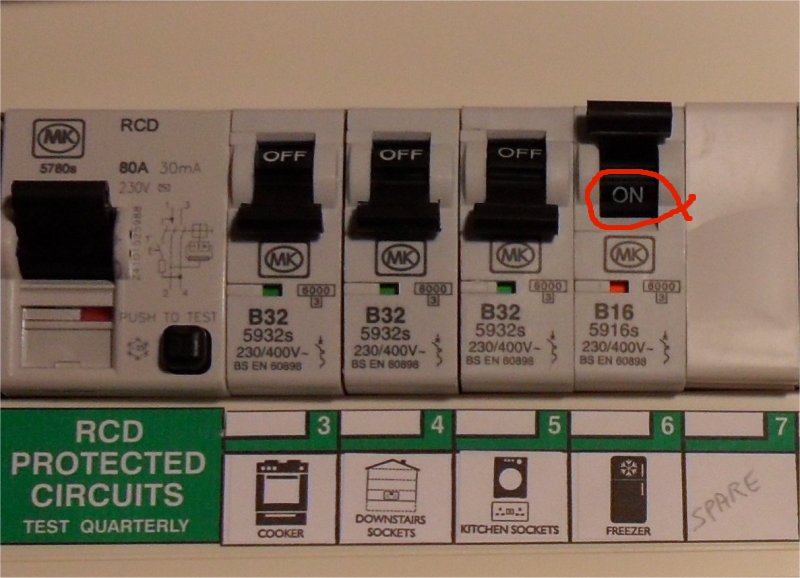 MK
RCD
5780s
80A 30mA
230V
PUSH TO TEST
OFF
MK
6000
3
B32
5932s
230/400V~
BS EN 60898
OFF
MK
6000
3
B32
5932s
230/400V~
BS EN 60898
OFF
MK
6000
3
B32
5932s
230/400V~
BS EN 60898
ON
MK
6000
3
B16
5916s
230/400V~
BS EN 60898
RCD
PROTECTED
CIRCUITS
TEST QUARTERLY
3
COOKER
4
DOWNSTAIRS
SOCKETS
5
KITCHEN SOCKETS
6
FREEZER
7
SPARE